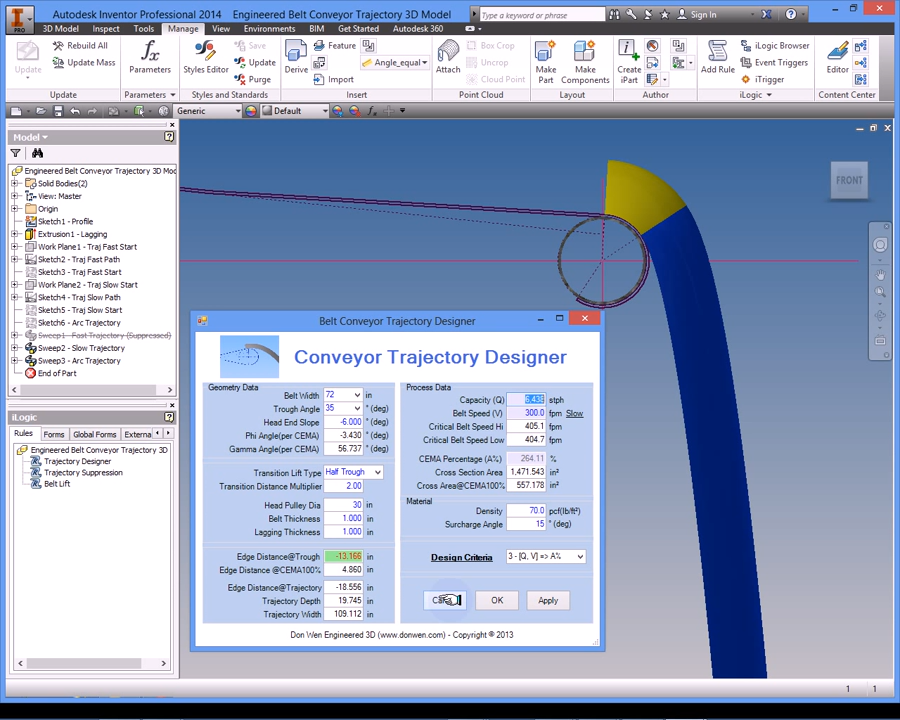 Autodesk Inventor Professional 2014 Engineered Belt Conveyor Trajectory 3D Model
Type a keyword or phrase
Sign In
PRO
3D Model Inspect Tools Manage View Environments BIM Get Started Autodesk 360
Update
Rebuild All
Update Mass
Update
fx
Parameters
Parameters
Styles Editor
Save
Update
Purge
Styles and Standards
Derive
Feature
Import
Angle_equal
Insert
Attach
Box Crop
Uncrop
Cloud Point
Point Cloud
Make Part
Make Components
Layout
Create iPart
Author
Add Rule
iLogic Browser
Event Triggers
iTrigger
iLogic
Editor
Content Center
Generic
Default
Model
Engineered Belt Conveyor Trajectory 3D Moc
Solid Bodies(2)
View: Master
Origin
Sketch1 - Profile
Extrusion1 - Lagging
Work Plane1 - Traj Fast Start
Sketch2 - Traj Fast Path
Sketch3 - Traj Fast Start
Work Plane2 - Traj Slow Start
Sketch4 - Traj Slow Path
Sketch5 - Traj Slow Start
Sketch6 - Arc Trajectory
Sweep1 - Fast Trajectory (Suppressed)
Sweep2 - Slow Trajectory
Sweep3 - Arc Trajectory
End of Part
iLogic
Rules Forms Global Forms Externa
Engineered Belt Conveyor Trajectory 3D
Trajectory Designer
Trajectory Suppression
Belt Lift
FRONT
Belt Conveyor Trajectory Designer
Conveyor Trajectory Designer
Geometry Data
Belt Width 72 in
Trough Angle 35 °(deg)
Head End Slope -6.000 °(deg)
Phi Angle(per CEMA) -3.430 °(deg)
Gamma Angle(per CEMA) 56.737 °(deg)
Transition Lift Type Half Trough
Transition Distance Multiplier 2.00
Head Pulley Dia 30 in
Belt Thickness 1.000 in
Lagging Thickness 1.000 in
Edge Distance@Trough -13.166 in
Edge Distance @CEMA100% 4.860 in
Edge Distance@Trajectory -18.556 in
Trajectory Depth 19.745 in
Trajectory Width 109.112 in
Process Data
Capacity (Q) 6,438 stph
Belt Speed (V) 300.0 fpm Slow
Critical Belt Speed Hi 405.1 fpm
Critical Belt Speed Low 404.7 fpm
CEMA Percentage (A%) 264.11 %
Cross Section Area 1,471.543 in²
Cross Area@CEMA100% 557.178 in²
Material
Density 70.0 pcf(lb/ft³)
Surcharge Angle 15 °(deg)
Design Criteria 3 - [Q, V] => A%
OK Apply
Don Wen Engineered 3D (www.donwen.com) - Copyright ® 2013
1 1